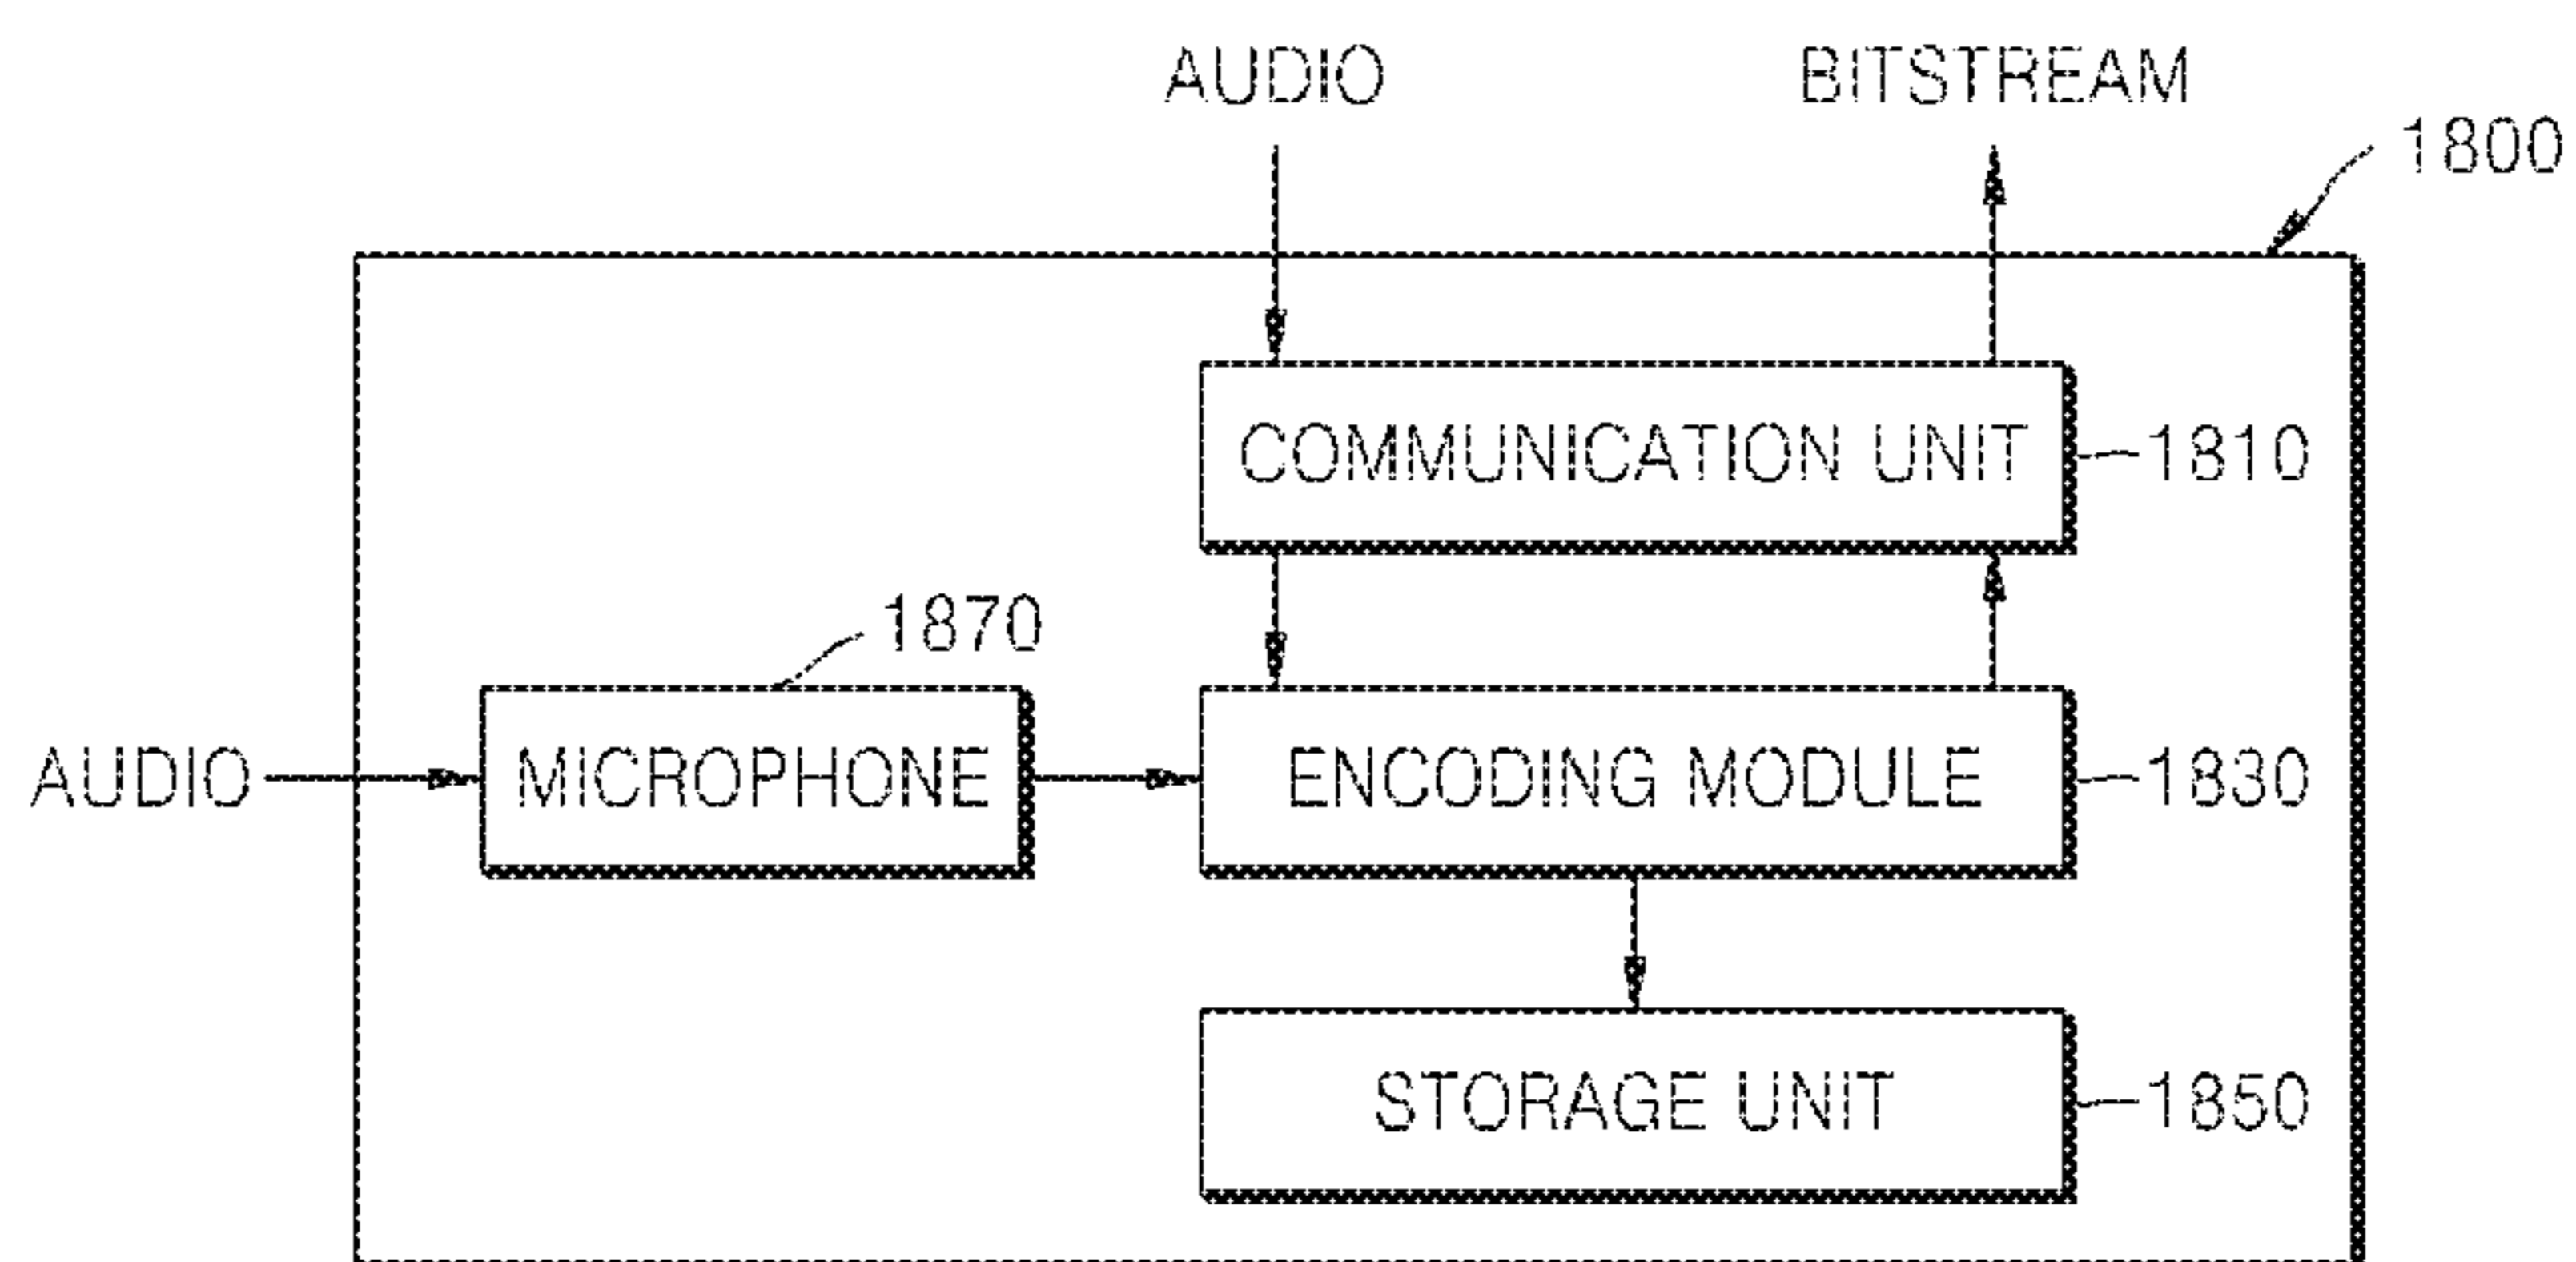 AUDIO
BITSTREAM
1800
COMMUNICATION UNIT
1810
1870
AUDIO
MICROPHONE
ENCODING MODULE
1830
STORAGE UNIT
1850